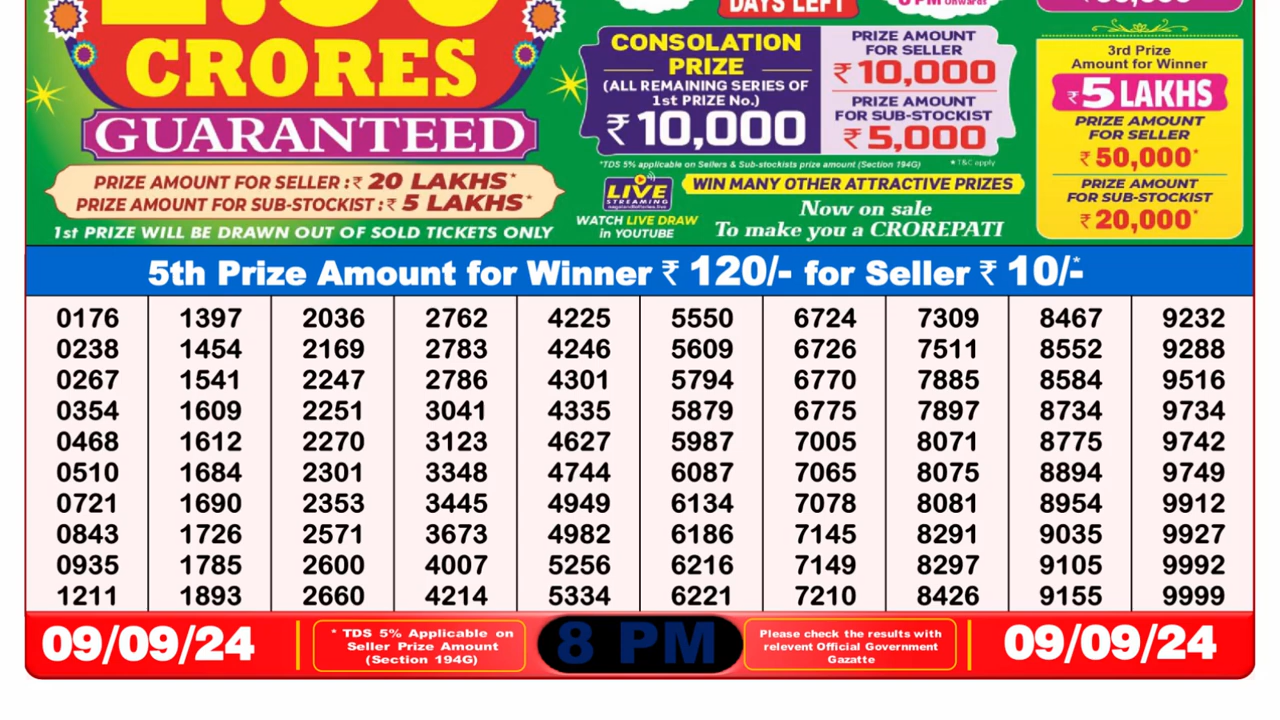 DAYS LEFT
8 PM Onwards
CRORES
GUARANTEED
PRIZE AMOUNT FOR SELLER :₹ 20 LAKHS*
PRIZE AMOUNT FOR SUB-STOCKIST :₹ 5 LAKHS*
1st PRIZE WILL BE DRAWN OUT OF SOLD TICKETS ONLY
CONSOLATION
PRIZE
(ALL REMAINING SERIES OF
1st PRIZE No.)
₹ 10,000
PRIZE AMOUNT
FOR SELLER
₹ 10,000
PRIZE AMOUNT
FOR SUB-STOCKIST
₹ 5,000
*TDS 5% applicable on Sellers & Sub-stockists prize amount (Section 194G)
*T&C apply
LIVE
STREAMING
WATCH LIVE DRAW
in YOUTUBE
WIN MANY OTHER ATTRACTIVE PRIZES
Now on sale
To make you a CROREPATI
3rd Prize
Amount for Winner
₹5 LAKHS
PRIZE AMOUNT
FOR SELLER
₹ 50,000*
PRIZE AMOUNT
FOR SUB-STOCKIST
₹ 20,000*
5th Prize Amount for Winner ₹ 120/- for Seller ₹ 10/-*
0176 1397 2036 2762 4225 5550 6724 7309 8467 9232
0238 1454 2169 2783 4246 5609 6726 7511 8552 9288
0267 1541 2247 2786 4301 5794 6770 7885 8584 9516
0354 1609 2251 3041 4335 5879 6775 7897 8734 9734
0468 1612 2270 3123 4627 5987 7005 8071 8775 9742
0510 1684 2301 3348 4744 6087 7065 8075 8894 9749
0721 1690 2353 3445 4949 6134 7078 8081 8954 9912
0843 1726 2571 3673 4982 6186 7145 8291 9035 9927
0935 1785 2600 4007 5256 6216 7149 8297 9105 9992
1211 1893 2660 4214 5334 6221 7210 8426 9155 9999
09/09/24
* TDS 5% Applicable on
Seller Prize Amount
(Section 194G)
8 PM
Please check the results with
relevent Official Government
Gazatte
09/09/24